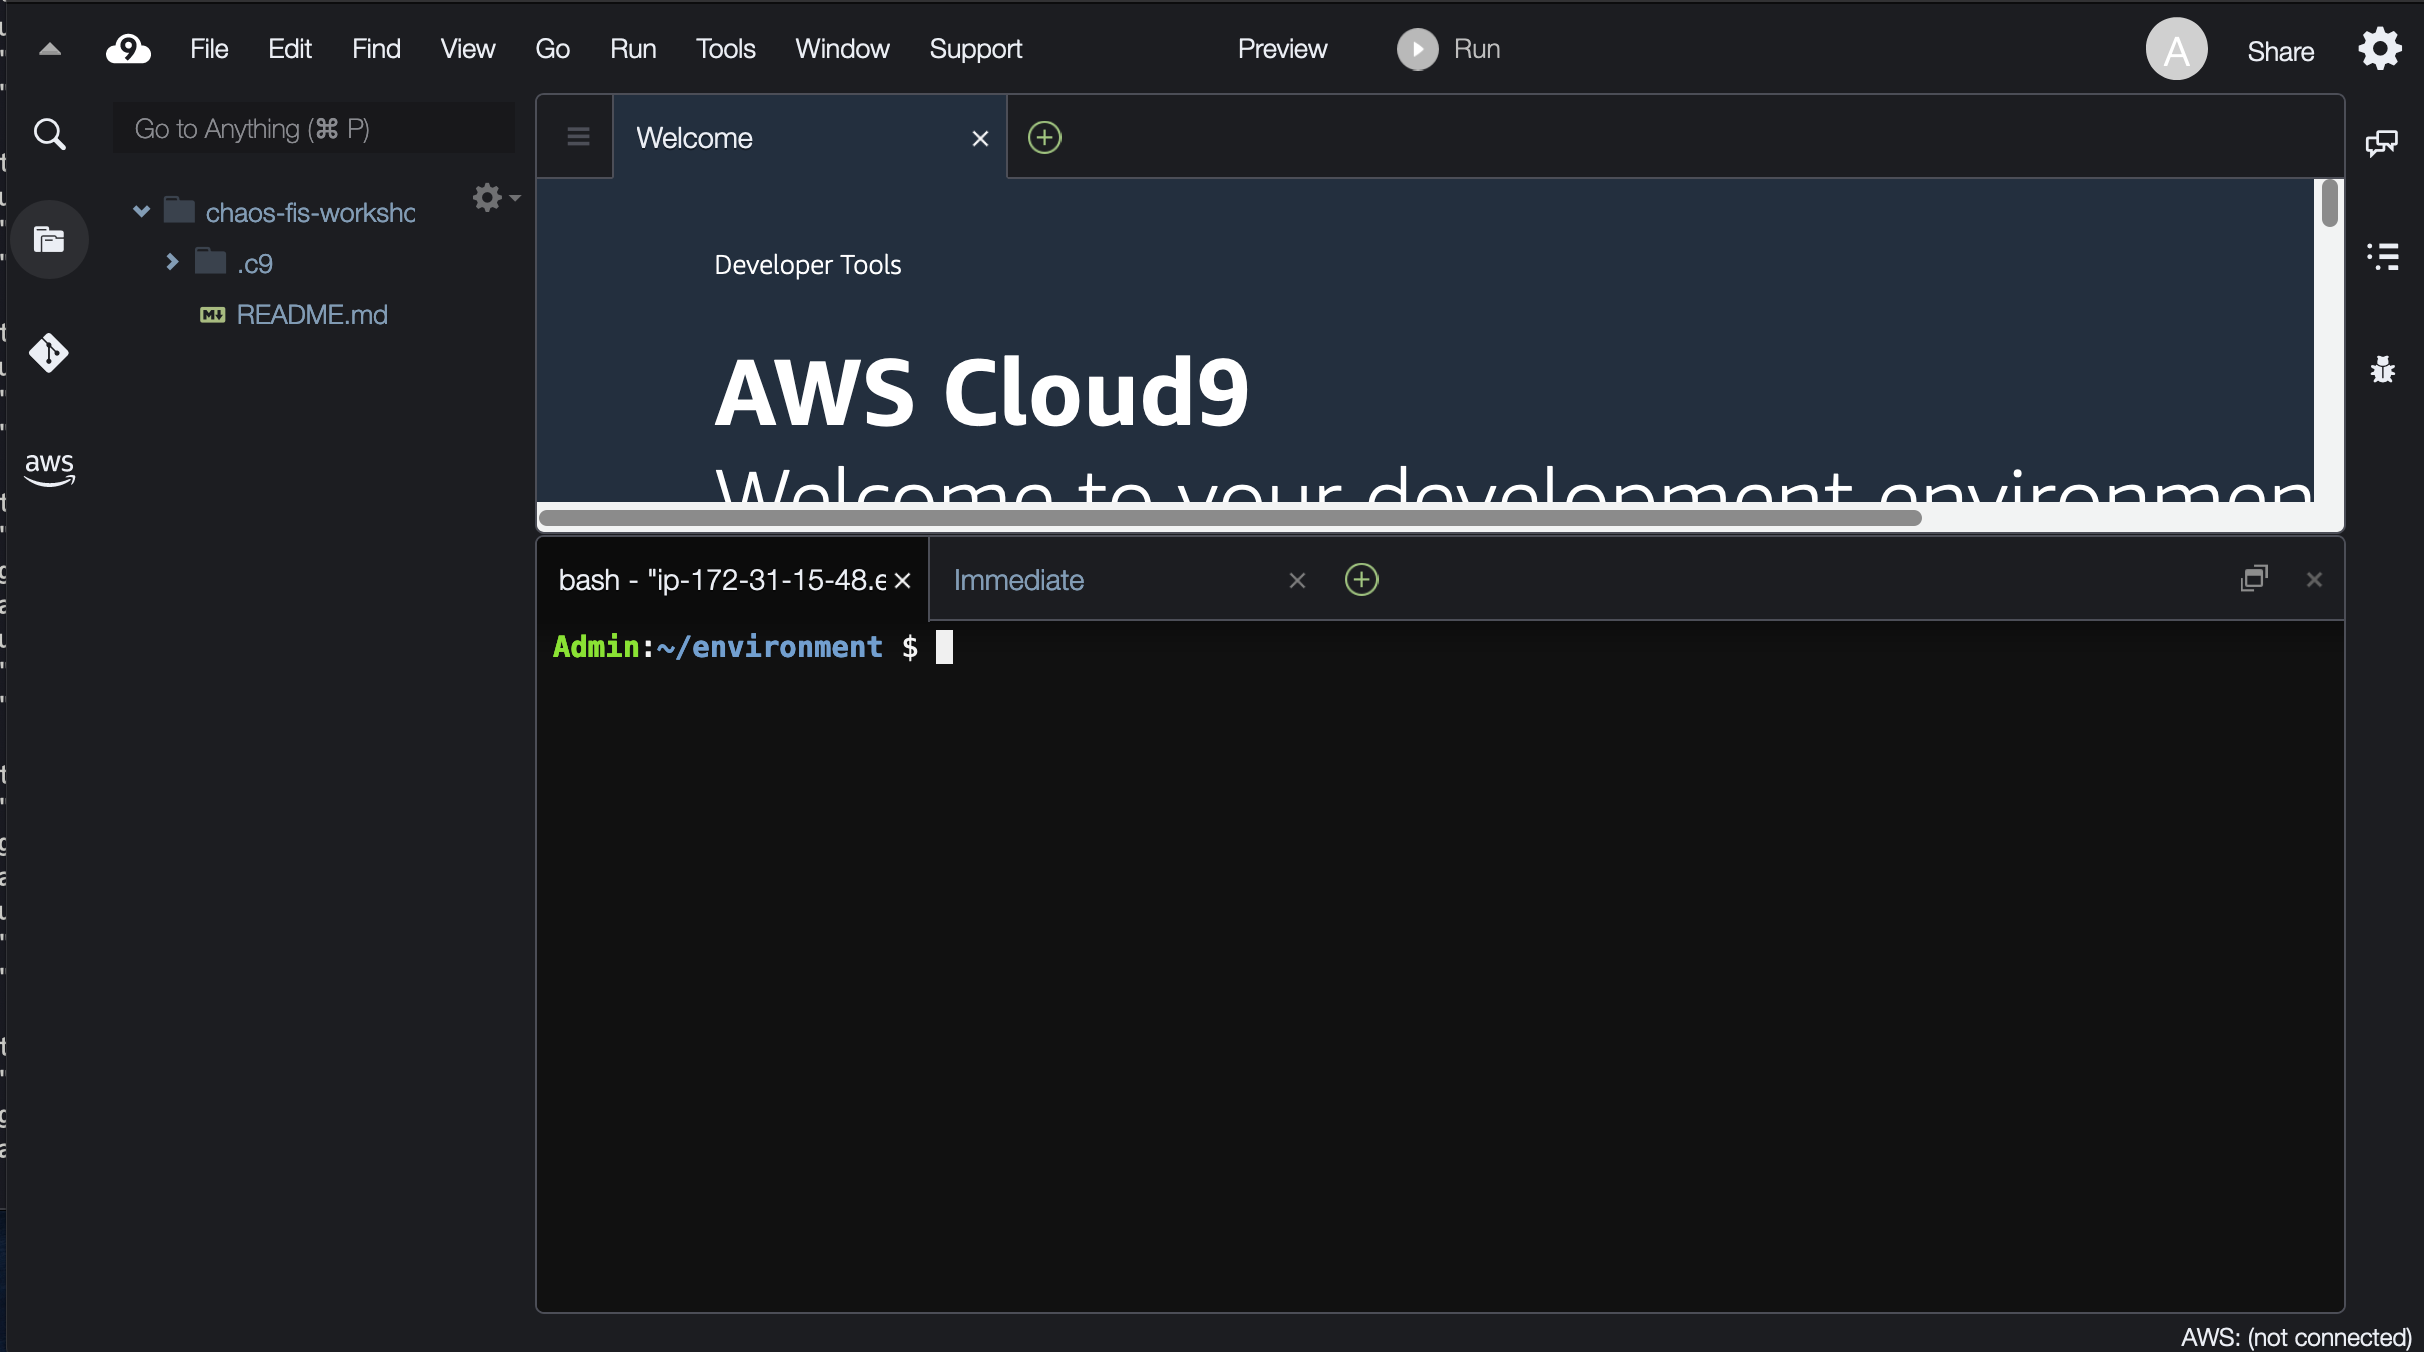 9 File Edit Find View Go Run Tools Window Support Preview Run A Share
Go to Anything (⌘ P)
Welcome
chaos-fis-worksho
.c9
README.md
aws
Developer Tools
AWS Cloud9
Welcome to your development environmen
bash - "ip-172-31-15-48.e
Immediate
Admin:~/environment $
AWS: (not connected)